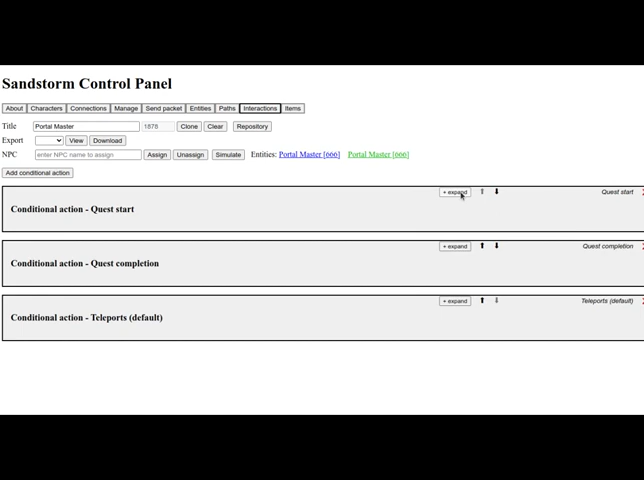 Sandstorm Control Panel
About Characters Connections Manage Send packet Entities Paths Interactions Items
Title Portal Master 1878 Clone Clear Repository
Export View Download
NPC enter NPC name to assign Assign Unassign Simulate Entities: Portal Master [666] Portal Master [666]
Add conditional action
+ expand Quest start
Conditional action - Quest start
+ expand Quest completion
Conditional action - Quest completion
+ expand Teleports (default)
Conditional action - Teleports (default)